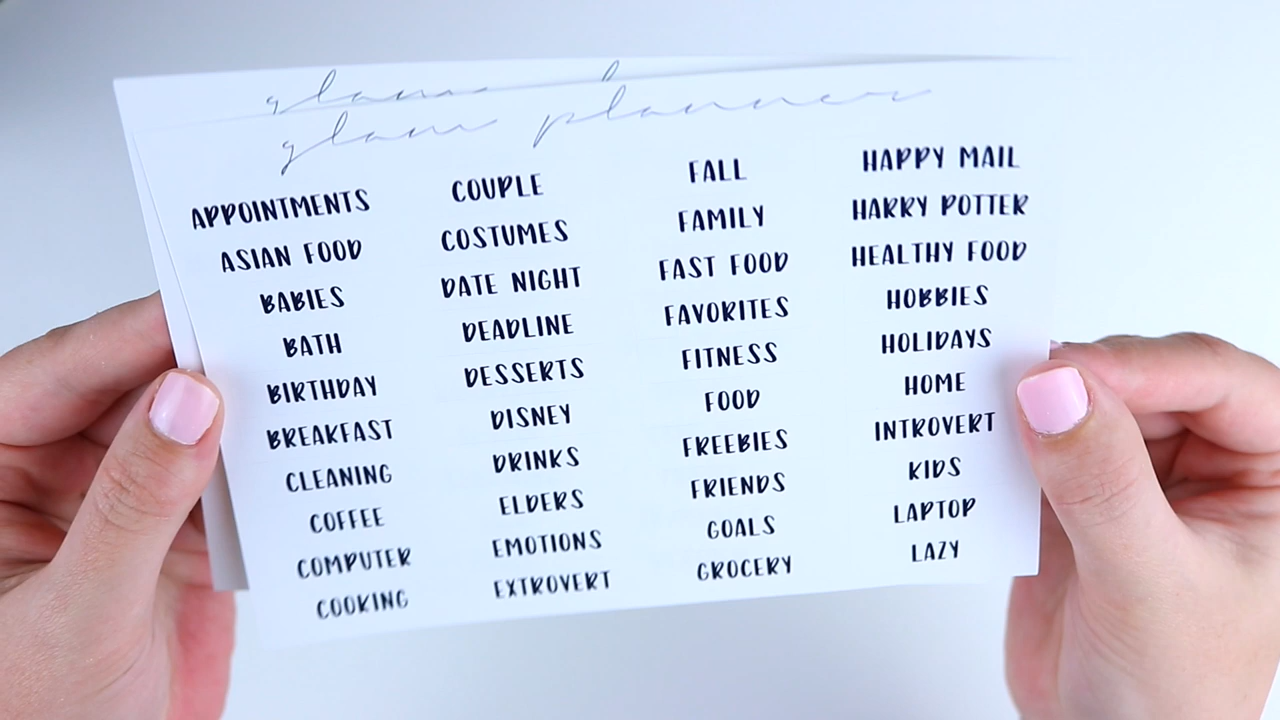 glam
glam planner
APPOINTMENTS
ASIAN FOOD
BABIES
BATH
BIRTHDAY
BREAKFAST
CLEANING
COFFEE
COMPUTER
COOKING
COUPLE
COSTUMES
DATE NIGHT
DEADLINE
DESSERTS
DISNEY
DRINKS
ELDERS
EMOTIONS
EXTROVERT
FALL
FAMILY
FAST FOOD
FAVORITES
FITNESS
FOOD
FREEBIES
FRIENDS
GOALS
GROCERY
HAPPY MAIL
HARRY POTTER
HEALTHY FOOD
HOBBIES
HOLIDAYS
HOME
INTROVERT
KIDS
LAPTOP
LAZY